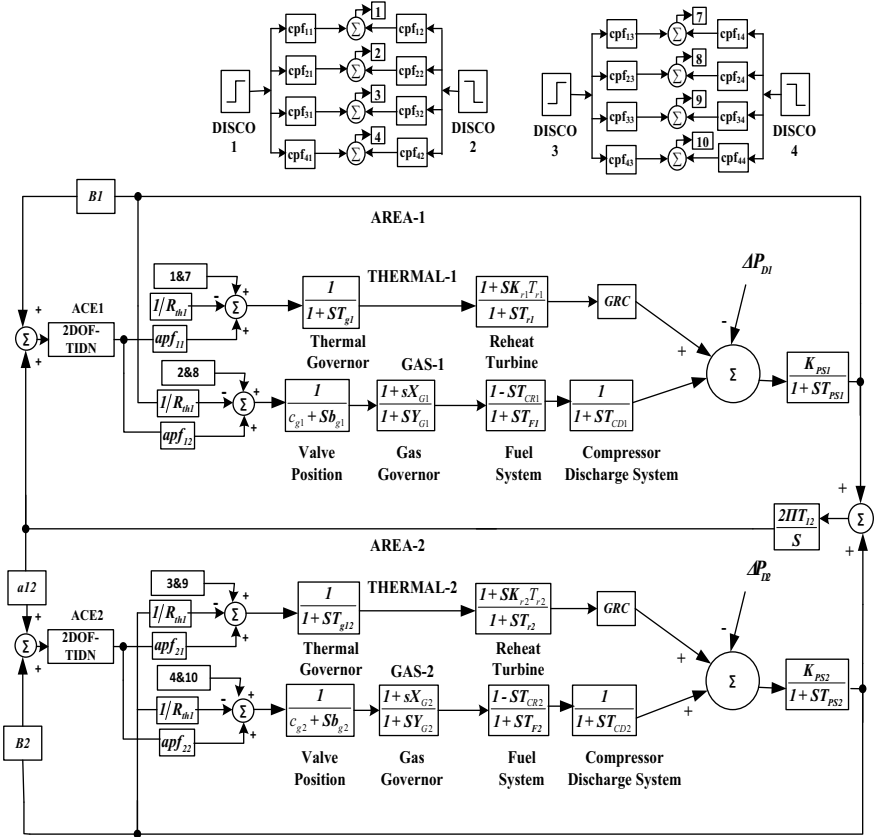 1
cpf11 Σ cpf12
2
cpf21 Σ cpf22
3
cpf31 Σ cpf32
4
cpf41 Σ cpf42
DISCO
1
DISCO
2
7
cpf13 Σ cpf14
8
cpf23 Σ cpf24
9
cpf33 Σ cpf34
10
cpf43 Σ cpf44
DISCO
3
DISCO
4
B1
AREA-1
1&7
THERMAL-1
ΔPD1
ACE1
2DOF-
TIDN
+
+
Σ
1/Rth1
- + +
Σ
apf11
1
1 + STg1
Thermal
Governor
1 + SKr1Tr1
1 + STr1
Reheat
Turbine
GRC
2&8
GAS-1
1/Rth1
- + +
Σ
apf12
1
cg1 + Sbg1
Valve
Position
1 + sXG1
1 + SYG1
Gas
Governor
1 - STCR1
1 + STF1
Fuel
System
1
1 + STCD1
Compressor
Discharge System
-
+
+
Σ
KPS1
1 + STPS1
+
Σ
+
2ΠT12
S
AREA-2
a12
3&9
THERMAL-2
ΔPD2
ACE2
2DOF-
TIDN
+
+
Σ
1/Rth1
- + +
Σ
apf21
1
1 + STg12
Thermal
Governor
1 + SKr2Tr2
1 + STr2
Reheat
Turbine
GRC
4&10
GAS-2
1/Rth1
- + +
Σ
apf22
1
cg2 + Sbg2
Valve
Position
1 + sXG2
1 + SYG2
Gas
Governor
1 - STCR2
1 + STF2
Fuel
System
1
1 + STCD2
Compressor
Discharge System
-
+
+
Σ
KPS2
1 + STPS2
B2